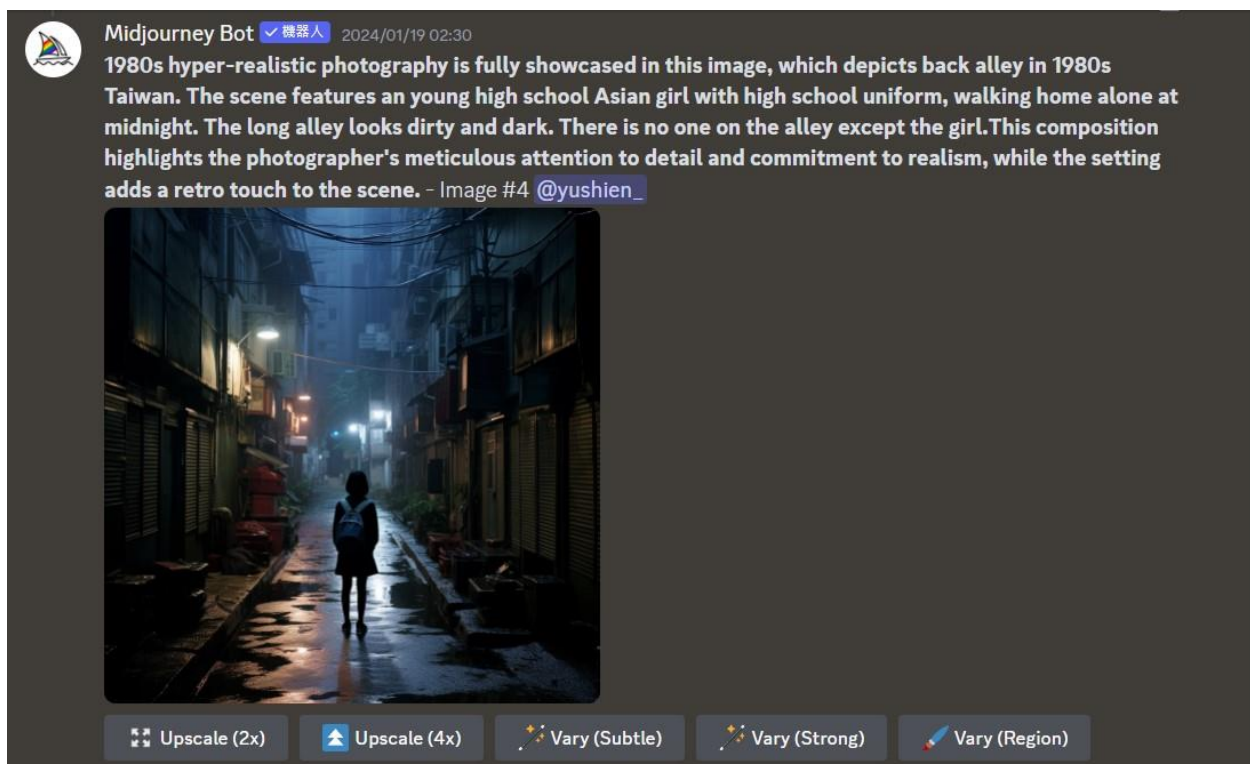 Midjourney Bot ✓ 機器人 2024/01/19 02:30
1980s hyper-realistic photography is fully showcased in this image, which depicts back alley in 1980s
Taiwan. The scene features an young high school Asian girl with high school uniform, walking home alone at
midnight. The long alley looks dirty and dark. There is no one on the alley except the girl.This composition
highlights the photographer's meticulous attention to detail and commitment to realism, while the setting
adds a retro touch to the scene. - Image #4 @yushien_
Upscale (2x) Upscale (4x) Vary (Subtle) Vary (Strong) Vary (Region)